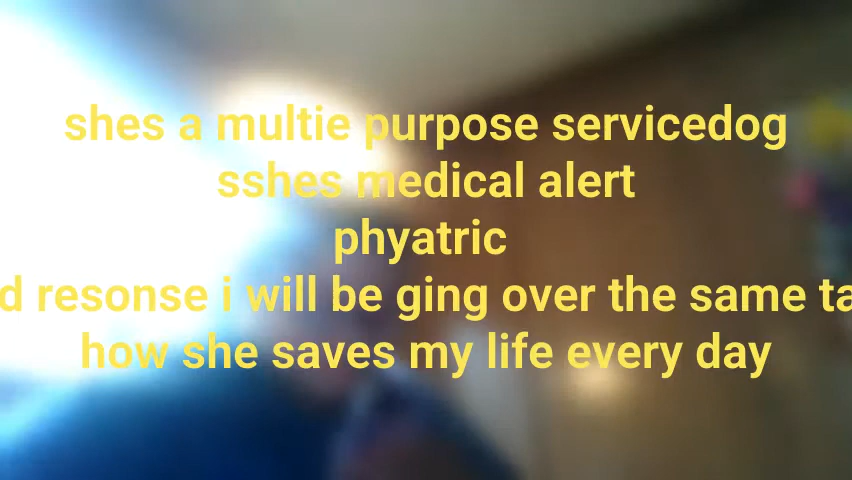 shes a multie purpose servicedog
sshes medical alert
phyatric
resonse i will be ging over the same
how she saves my life every day